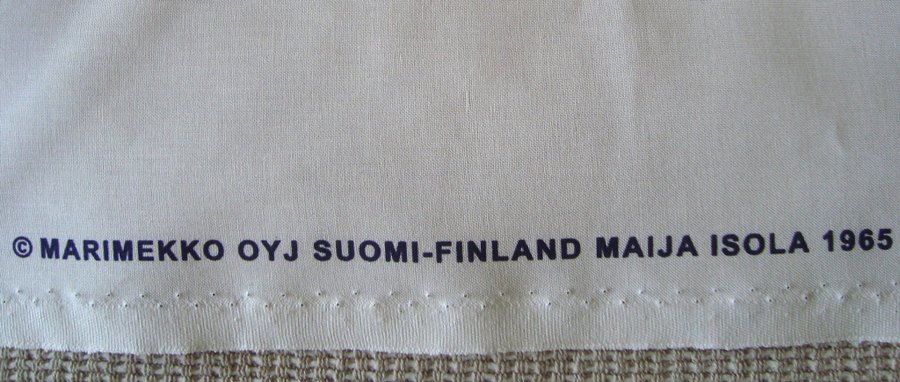 © MARIMEKKO OYJ SUOMI-FINLAND MAIJA ISOLA 1965